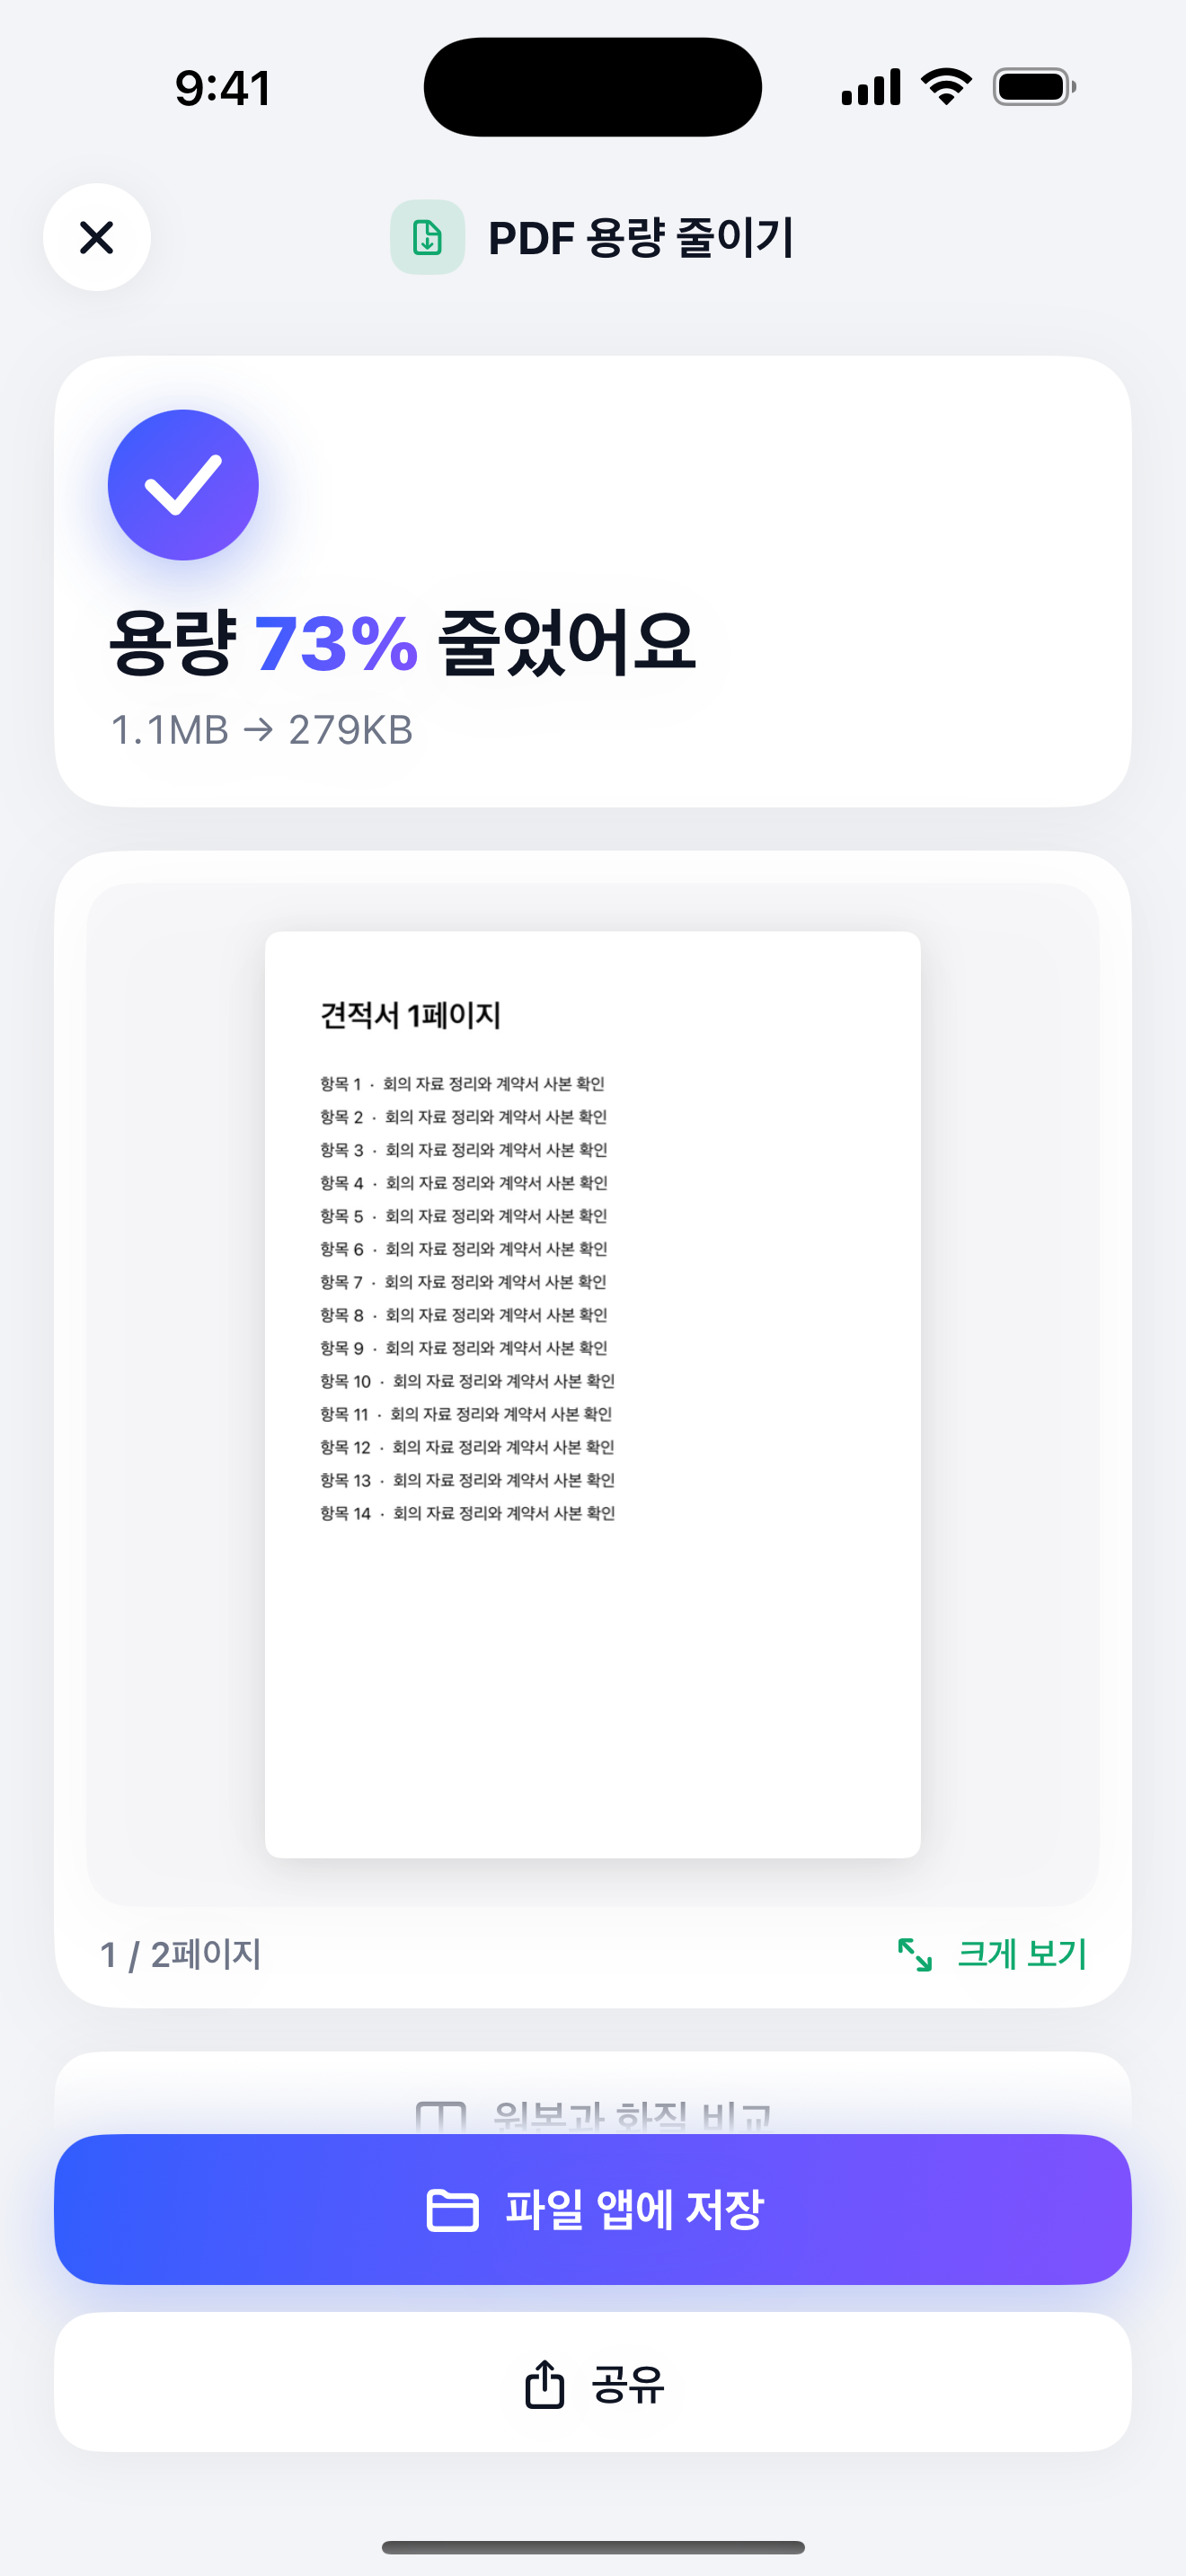 9:41
PDF 용량 줄이기
용량 73% 줄었어요
1.1MB → 279KB
견적서 1페이지
항목 1 · 회의 자료 정리와 계약서 사본 확인
항목 2 · 회의 자료 정리와 계약서 사본 확인
항목 3 · 회의 자료 정리와 계약서 사본 확인
항목 4 · 회의 자료 정리와 계약서 사본 확인
항목 5 · 회의 자료 정리와 계약서 사본 확인
항목 6 · 회의 자료 정리와 계약서 사본 확인
항목 7 · 회의 자료 정리와 계약서 사본 확인
항목 8 · 회의 자료 정리와 계약서 사본 확인
항목 9 · 회의 자료 정리와 계약서 사본 확인
항목 10 · 회의 자료 정리와 계약서 사본 확인
항목 11 · 회의 자료 정리와 계약서 사본 확인
항목 12 · 회의 자료 정리와 계약서 사본 확인
항목 13 · 회의 자료 정리와 계약서 사본 확인
항목 14 · 회의 자료 정리와 계약서 사본 확인
1 / 2페이지
크게 보기
원본과 화질 비교
파일 앱에 저장
공유